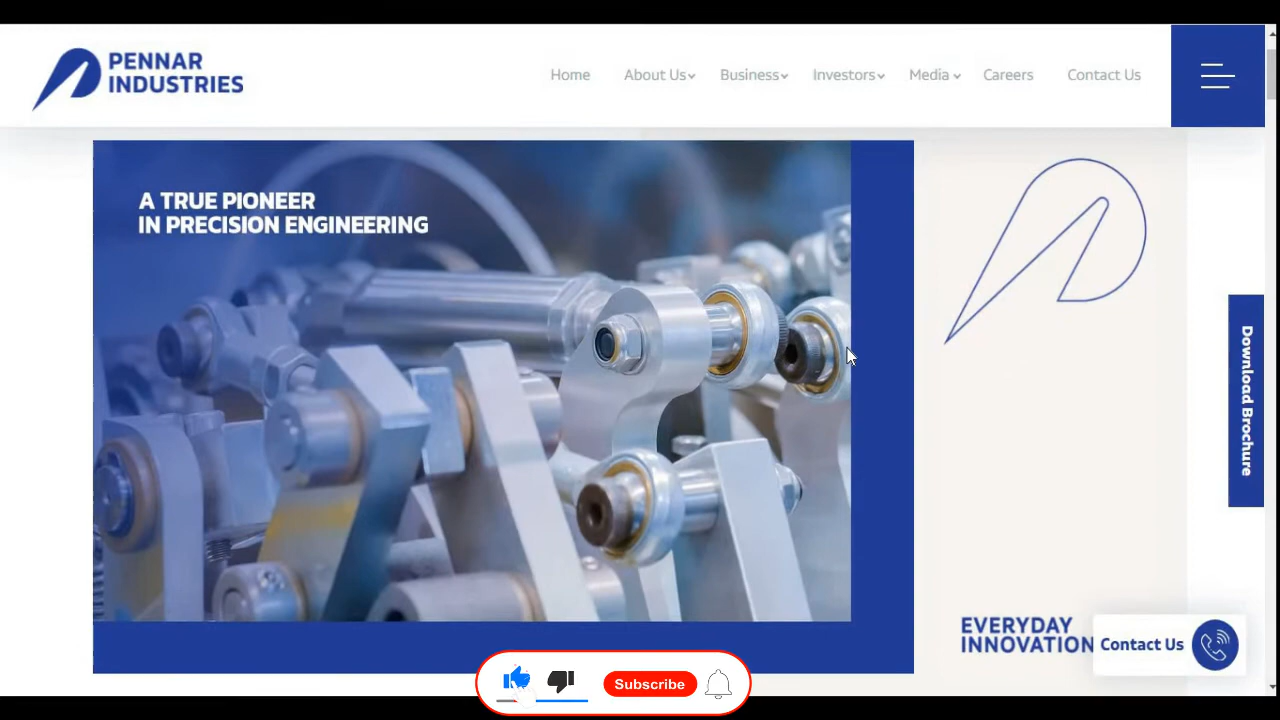 PENNAR
INDUSTRIES
Home
About Us
Business
Investors
Media
Careers
Contact Us
A TRUE PIONEER
IN PRECISION ENGINEERING
Download Brochure
EVERYDAY
INNOVATION
Contact Us
Subscribe